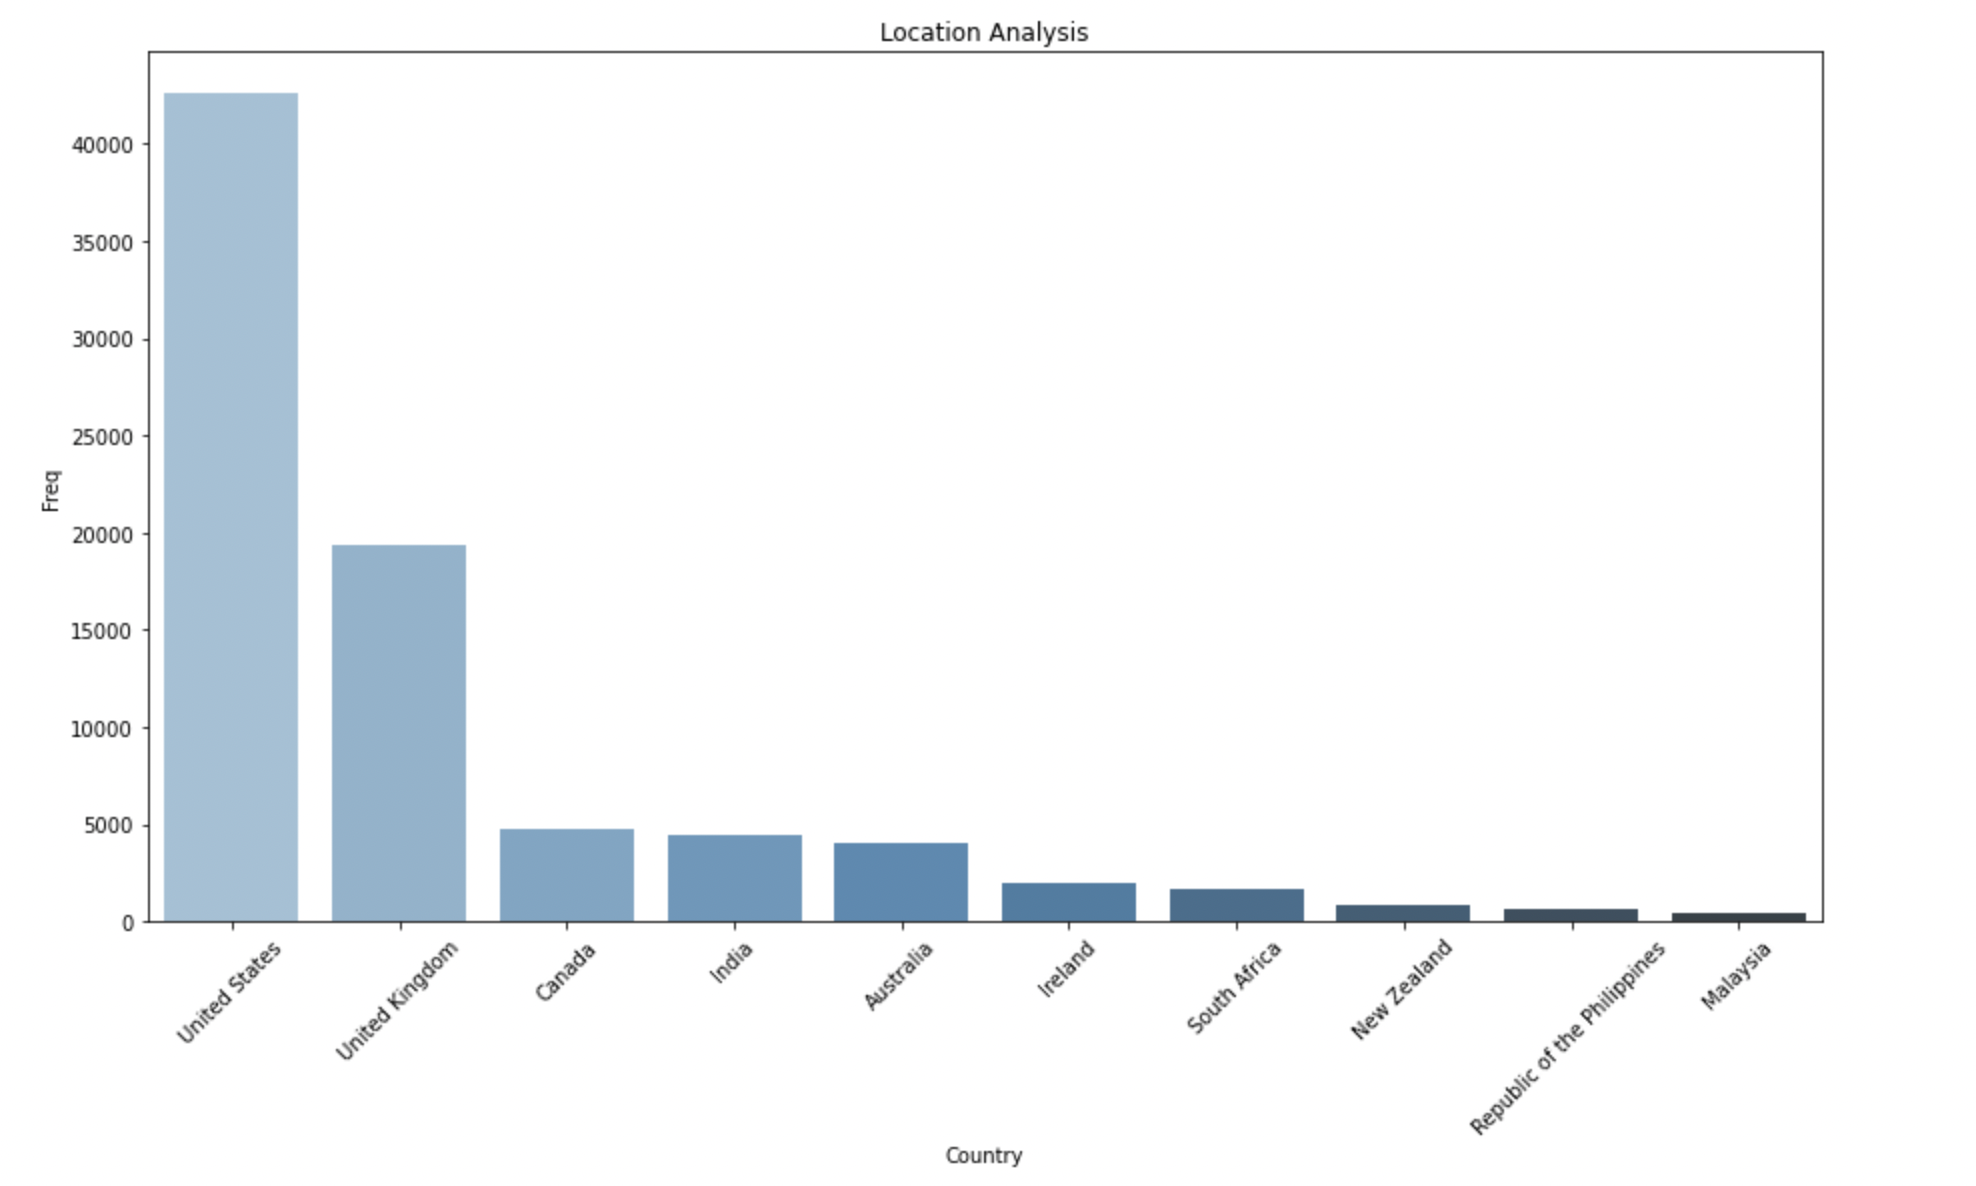 Location Analysis
40000
35000
30000
25000
20000
15000
10000
5000
0
Freq
United States
United Kingdom
Canada
India
Australia
Ireland
South Africa
New Zealand
Republic of the Philippines
Malaysia
Country